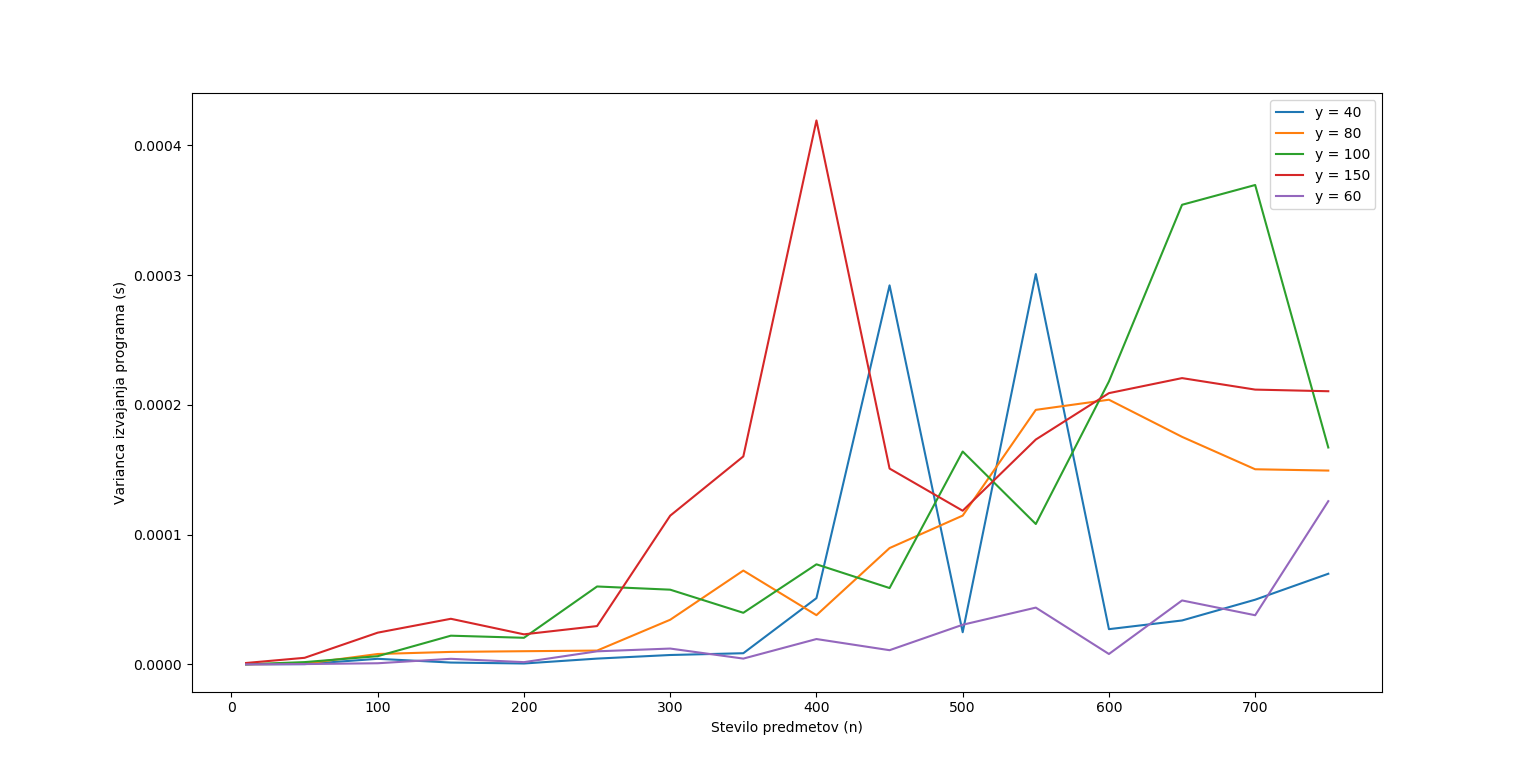 y = 40
y = 80
y = 100
y = 150
y = 60
0.0004
0.0003
0.0002
0.0001
0.0000
Varianca izvajanja programa (s)
0 100 200 300 400 500 600 700
Stevilo predmetov (n)